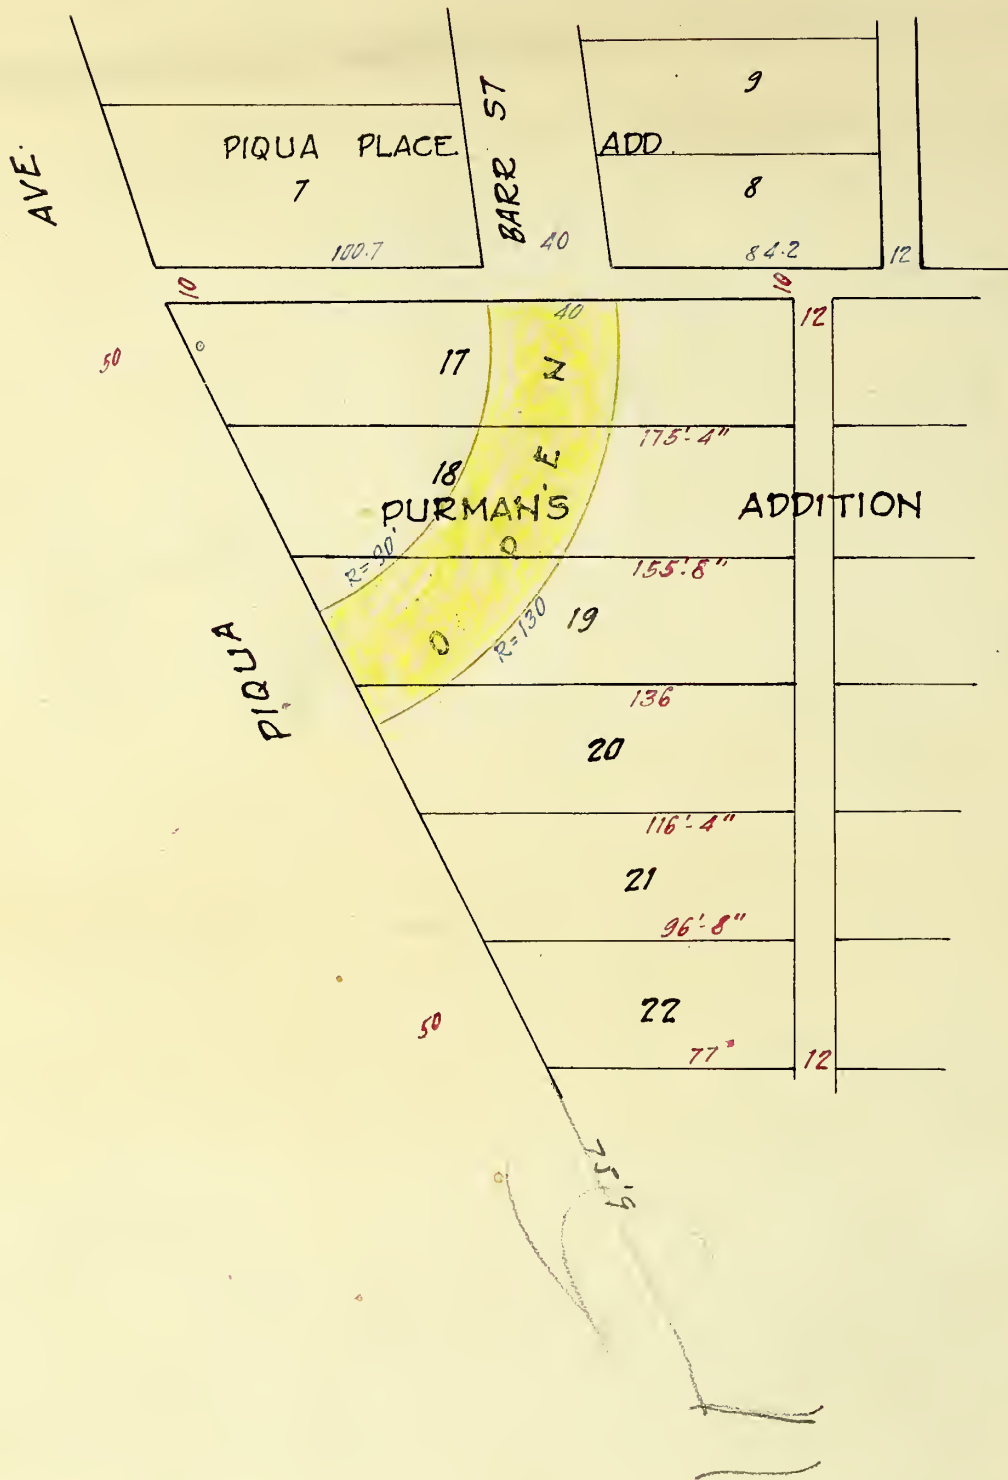 9
BARR ST
PIQUA PLACE
ADD.
7
8
AVE.
100.7
40
84.2
12
10
10
40
12
50
17
N
175'-4"
18
E
PURMAN'S
ADDITION
P
R=90'
155'-8"
19
O
R=130
PIQUA
136
20
116'-4"
21
96'-8"
50
22
77"
12